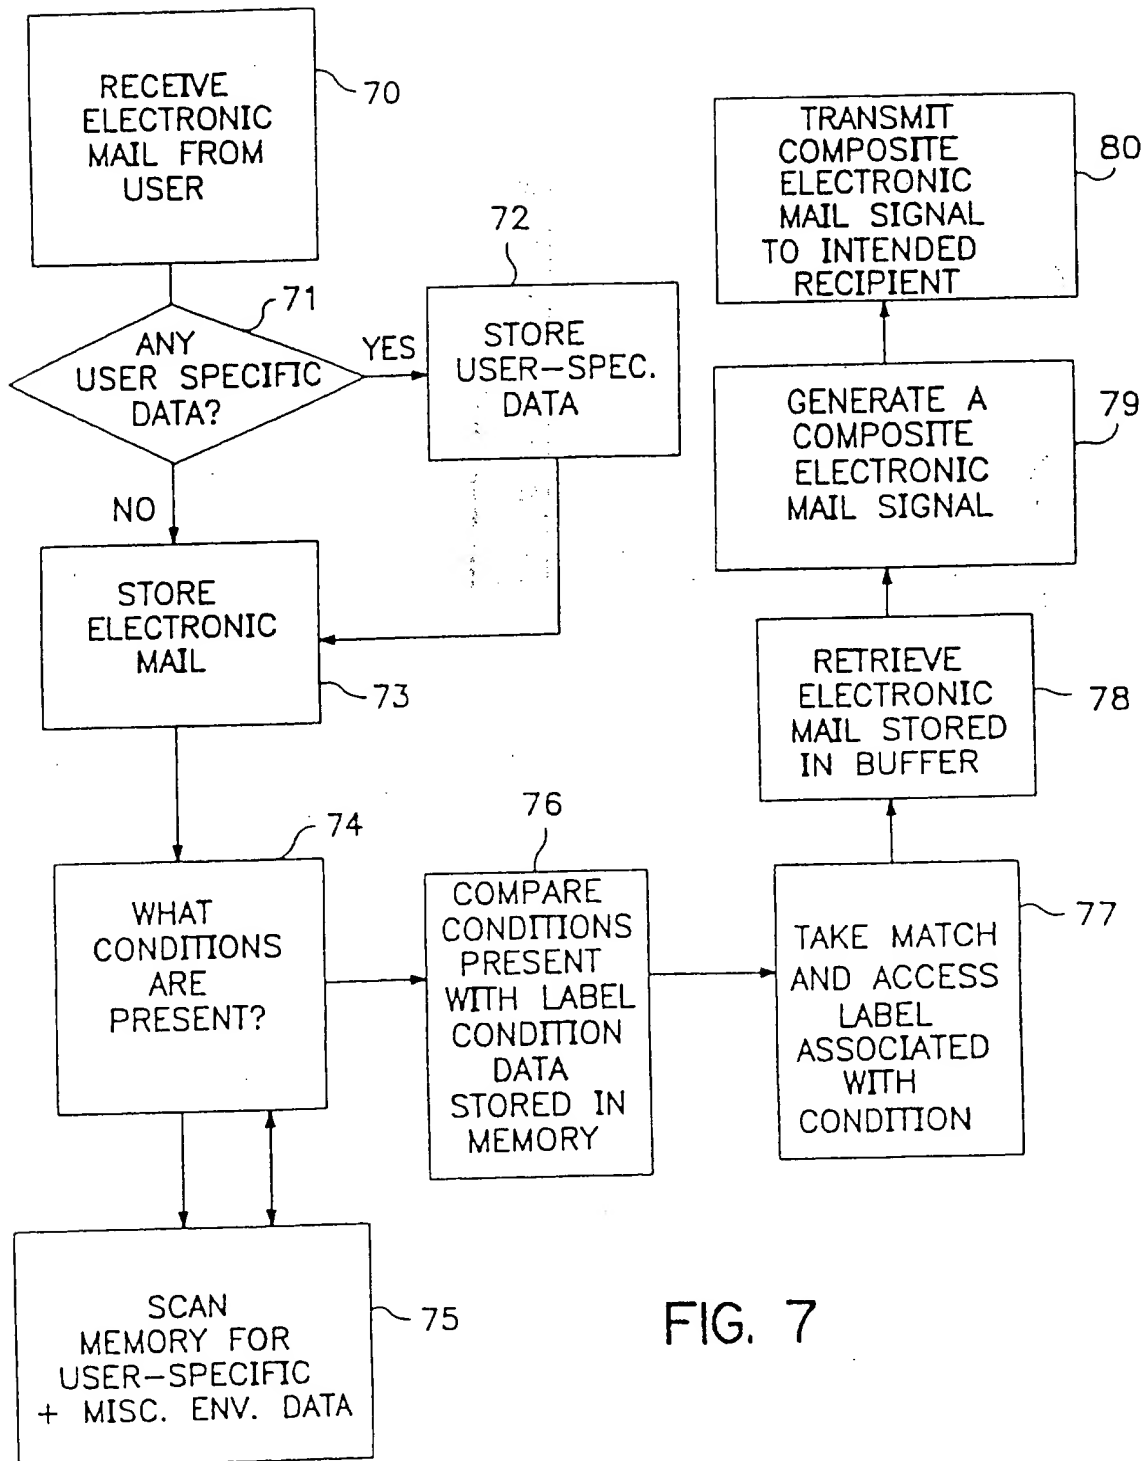 RECEIVE
ELECTRONIC
MAIL FROM
USER
70
ANY
USER SPECIFIC
DATA?
71
YES
NO
STORE
USER-SPEC.
DATA
72
STORE
ELECTRONIC
MAIL
73
WHAT
CONDITIONS
ARE
PRESENT?
74
SCAN
MEMORY FOR
USER-SPECIFIC
+ MISC. ENV. DATA
75
COMPARE
CONDITIONS
PRESENT
WITH LABEL
CONDITION
DATA
STORED IN
MEMORY
76
TAKE MATCH
AND ACCESS
LABEL
ASSOCIATED
WITH
CONDITION
77
RETRIEVE
ELECTRONIC
MAIL STORED
IN BUFFER
78
GENERATE A
COMPOSITE
ELECTRONIC
MAIL SIGNAL
79
TRANSMIT
COMPOSITE
ELECTRONIC
MAIL SIGNAL
TO INTENDED
RECIPIENT
80
FIG. 7